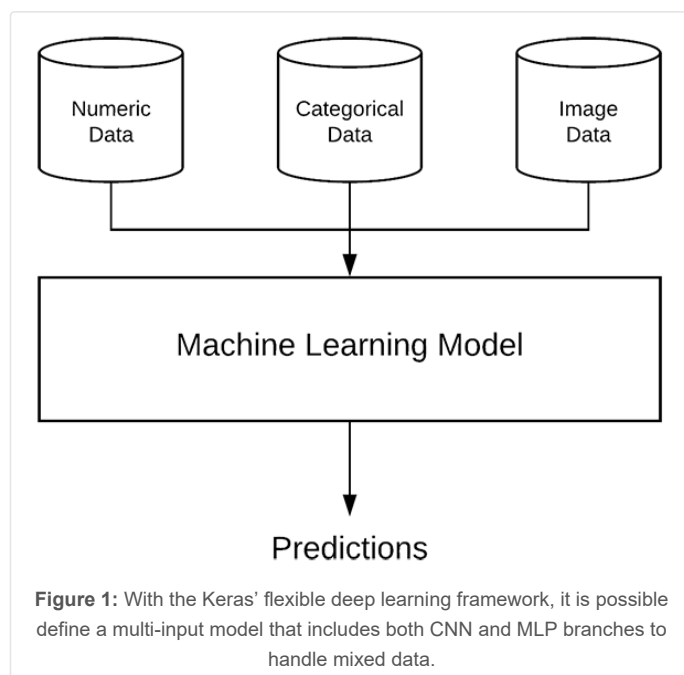 Numeric
Data
Categorical
Data
Image
Data
Machine Learning Model
Predictions
Figure 1: With the Keras' flexible deep learning framework, it is possible
define a multi-input model that includes both CNN and MLP branches to
handle mixed data.